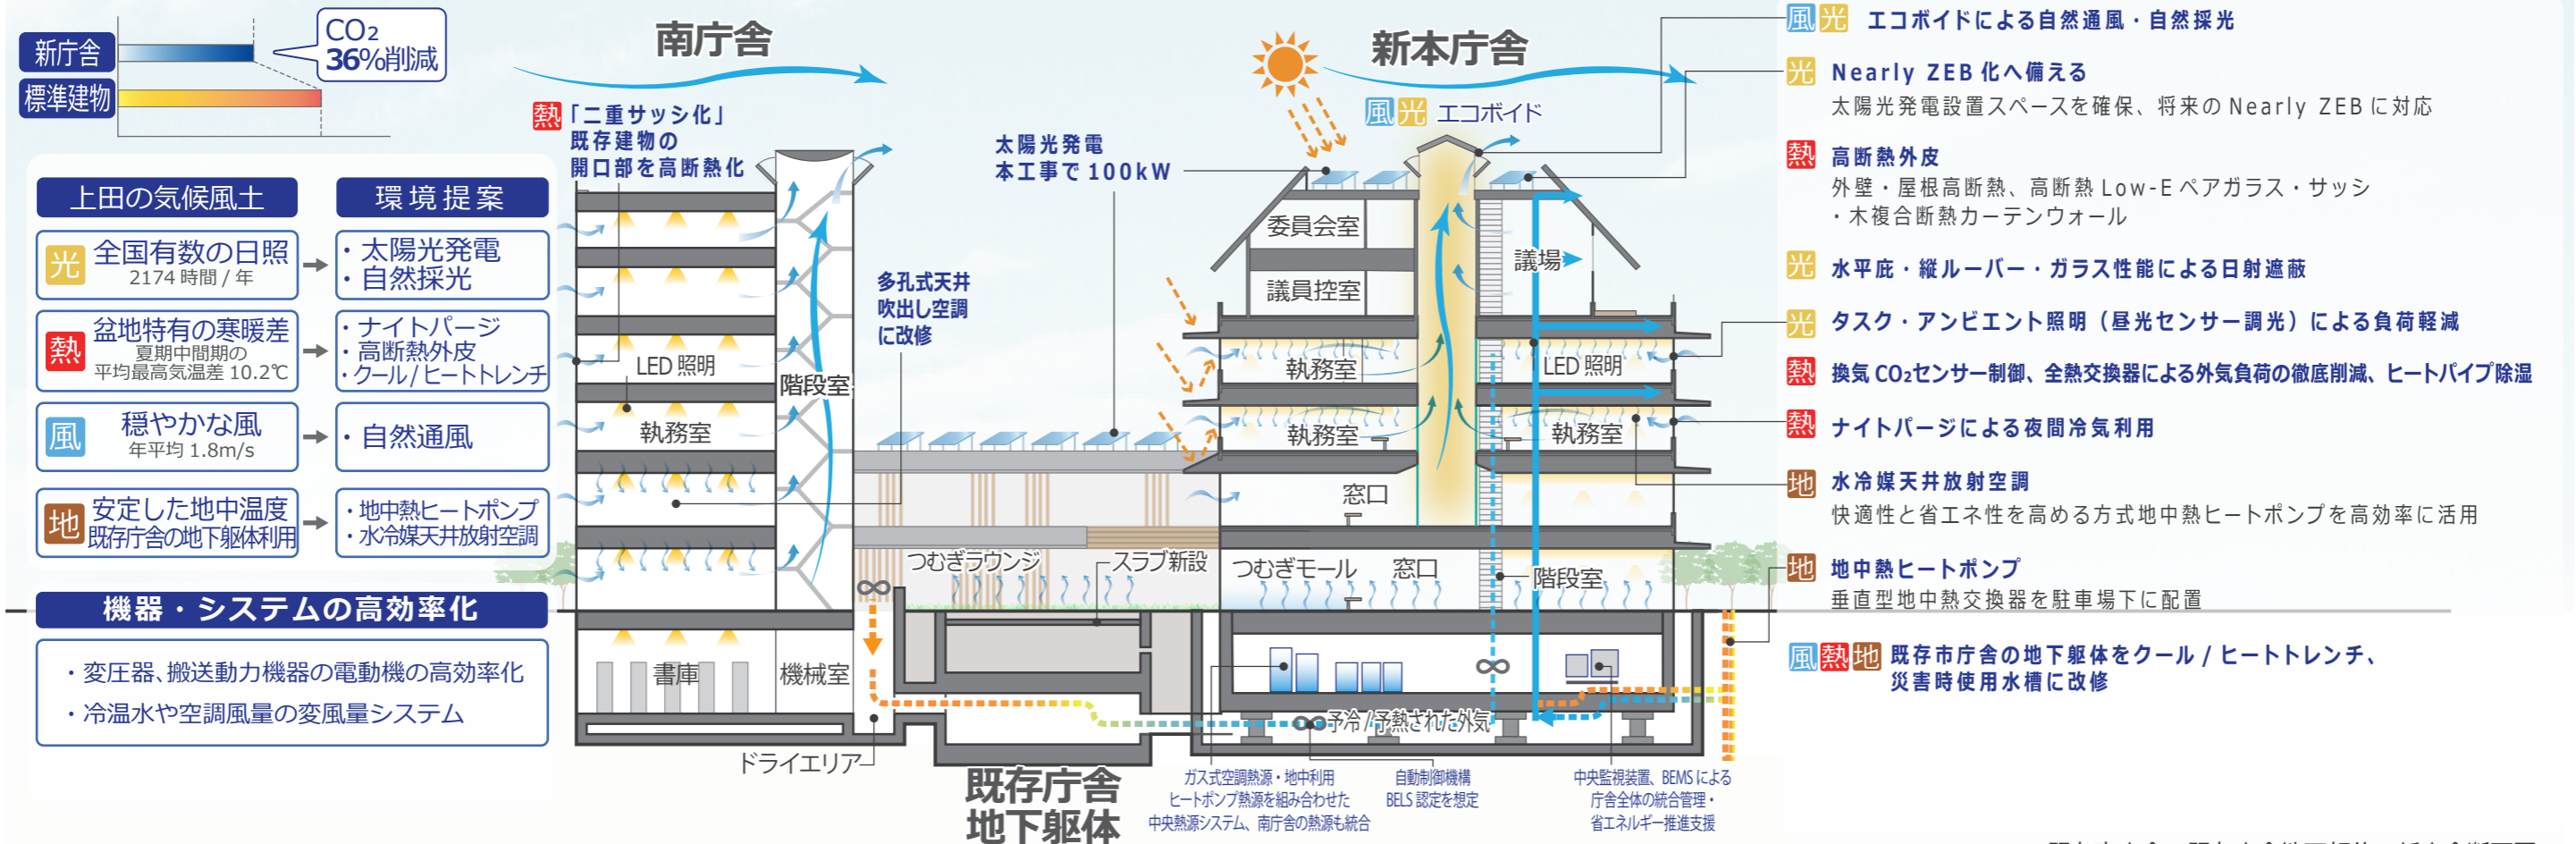 新庁舎
標準建物
CO₂
36%削減
南庁舎
新本庁舎
熱 「二重サッシ化」
既存建物の
開口部を高断熱化
太陽光発電
本工事で100kW
風 光 エコボイド
上田の気候風土
環境提案
光 全国有数の日照
2174時間/年
・太陽光発電
・自然採光
熱 盆地特有の寒暖差
夏期中間期の
平均最高気温差10.2℃
・ナイトパージ
・高断熱外皮
・クール/ヒートトレンチ
風 穏やかな風
年平均1.8m/s
・自然通風
地 安定した地中温度
既存庁舎の地下躯体利用
・地中熱ヒートポンプ
・水冷媒天井放射空調
機器・システムの高効率化
・変圧器、搬送動力機器の電動機の高効率化
・冷温水や空調風量の変風量システム
LED照明
執務室
階段室
多孔式天井
吹出し空調
に改修
書庫
機械室
ドライエリア
つむぎラウンジ
スラブ新設
既存庁舎
地下躯体
委員会室
議員控室
議場
執務室
LED照明
執務室
執務室
窓口
つむぎモール
窓口
階段室
予冷/予熱された外気
ガス式空調熱源・地中利用
ヒートポンプ熱源を組み合わせた
中央熱源システム、南庁舎の熱源も統合
自動制御機構
BELS認定を想定
中央監視装置、BEMSによる
庁舎全体の統合管理・
省エネルギー推進支援
風 光 エコボイドによる自然通風・自然採光
光 Nearly ZEB化へ備える
太陽光発電設置スペースを確保、将来のNearly ZEBに対応
熱 高断熱外皮
外壁・屋根高断熱、高断熱Low-Eペアガラス・サッシ
・木複合断熱カーテンウォール
光 水平庇・縦ルーバー・ガラス性能による日射遮蔽
光 タスク・アンビエント照明（昼光センサー調光）による負荷軽減
熱 換気CO₂センサー制御、全熱交換器による外気負荷の徹底削減、ヒートパイプ除湿
熱 ナイトパージによる夜間冷気利用
地 水冷媒天井放射空調
快適性と省エネ性を高める方式地中熱ヒートポンプを高効率に活用
地 地中熱ヒートポンプ
垂直型地中熱交換器を駐車場下に配置
風 熱 地 既存市庁舎の地下躯体をクール/ヒートトレンチ、
災害時使用水槽に改修